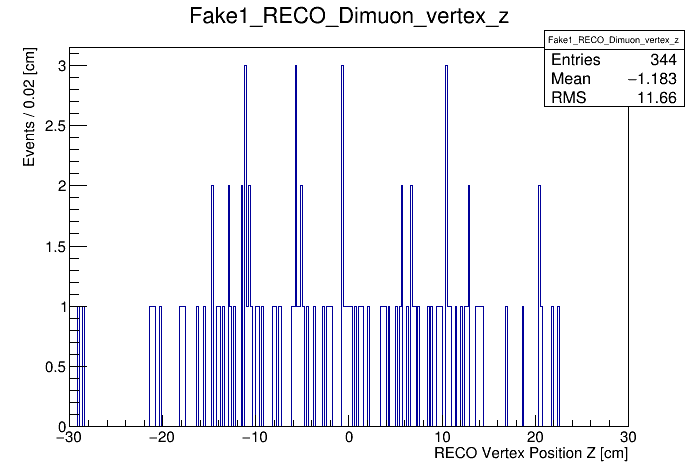 Fake1_RECO_Dimuon_vertex_z
Fake1_RECO_Dimuon_vertex_z
Entries 344
Mean −1.183
RMS 11.66
Events / 0.02 [cm]
3
2.5
2
1.5
1
0.5
0
−30 −20 −10 0 10 20 30
RECO Vertex Position Z [cm]